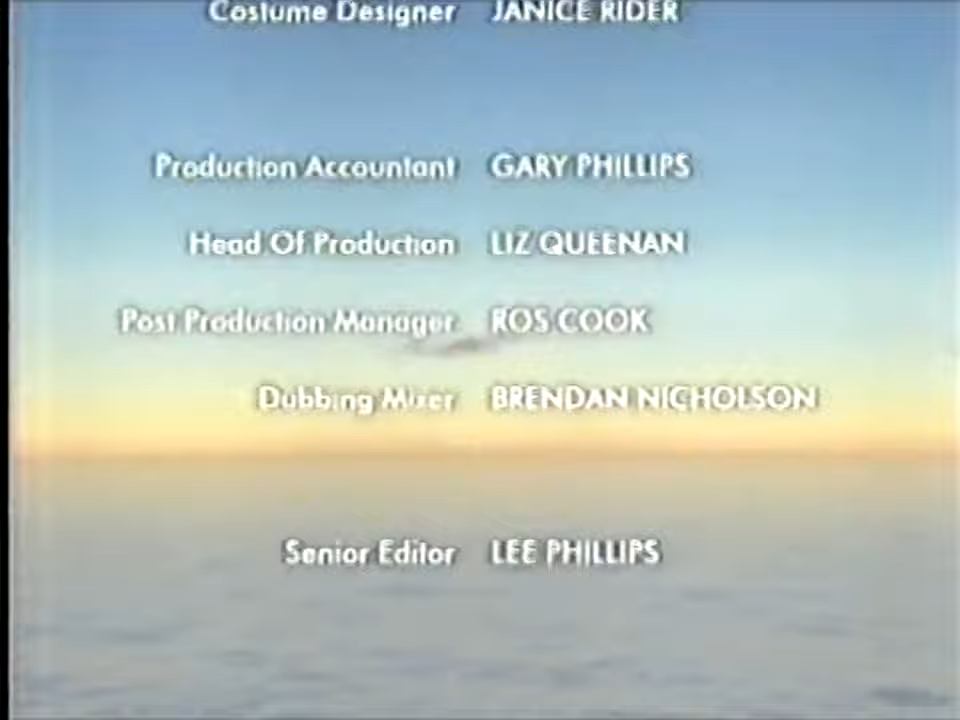 Costume Designer JANICE RIDER
Production Accountant GARY PHILLIPS
Head Of Production LIZ QUEENAN
Post Production Manager ROS COOK
Dubbing Mixer BRENDAN NICHOLSON
Senior Editor LEE PHILLIPS